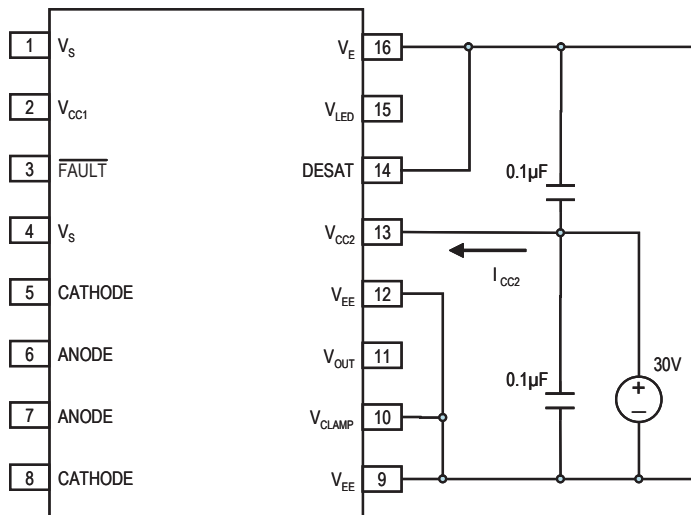 1 V_S V_E 16
2 V_CC1 V_LED 15
3 FAULT DESAT 14
0.1µF
4 V_S V_CC2 13
I_CC2
5 CATHODE V_EE 12
6 ANODE V_OUT 11
30V
0.1µF
+
–
7 ANODE V_CLAMP 10
8 CATHODE V_EE 9